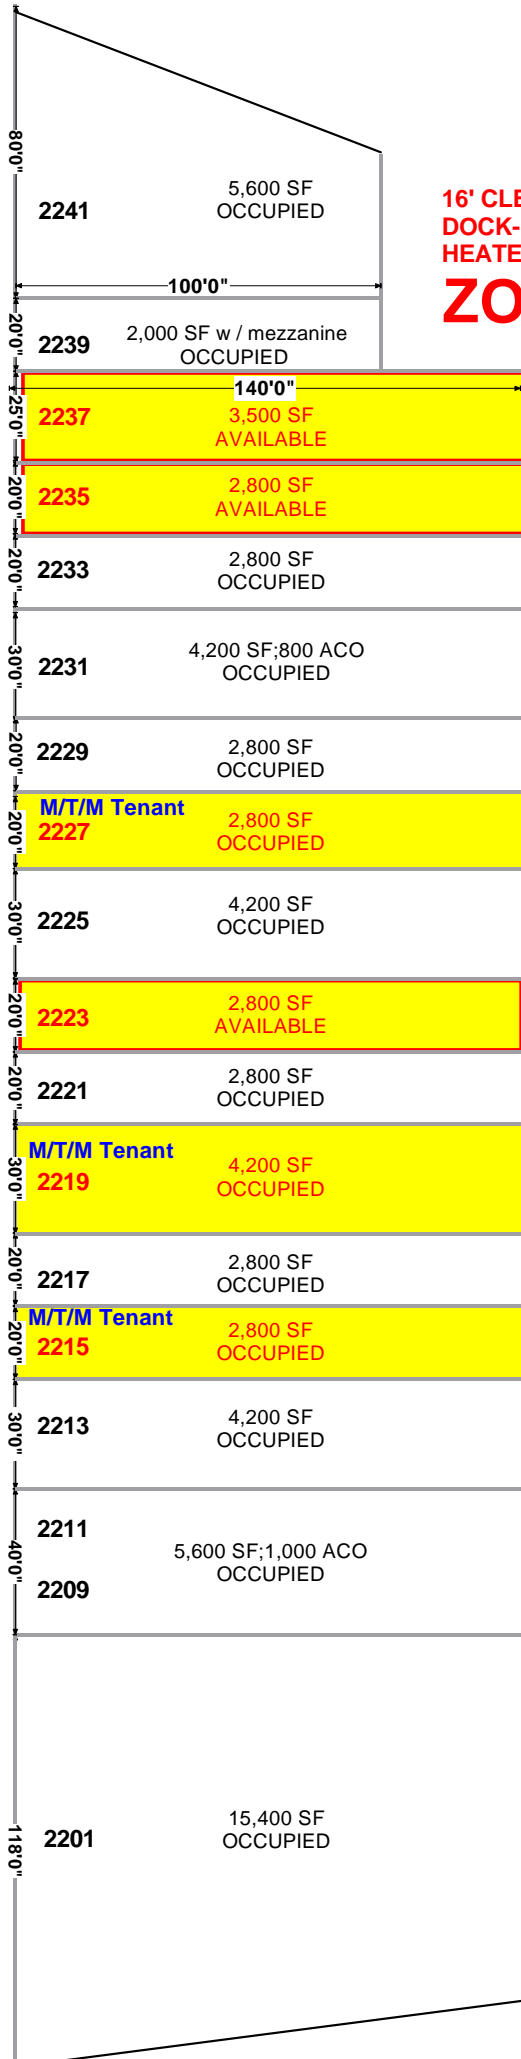 80'0"
2241
5,600 SF
OCCUPIED
16' CLE
DOCK-
HEATE
ZO
100'0"
20'0"
2239
2,000 SF w / mezzanine
OCCUPIED
140'0"
25'0"
2237
3,500 SF
AVAILABLE
20'0"
2235
2,800 SF
AVAILABLE
20'0"
2233
2,800 SF
OCCUPIED
30'0"
2231
4,200 SF;800 ACO
OCCUPIED
20'0"
2229
2,800 SF
OCCUPIED
M/T/M Tenant
20'0"
2227
2,800 SF
OCCUPIED
30'0"
2225
4,200 SF
OCCUPIED
20'0"
2223
2,800 SF
AVAILABLE
20'0"
2221
2,800 SF
OCCUPIED
M/T/M Tenant
30'0"
2219
4,200 SF
OCCUPIED
20'0"
2217
2,800 SF
OCCUPIED
M/T/M Tenant
20'0"
2215
2,800 SF
OCCUPIED
30'0"
2213
4,200 SF
OCCUPIED
40'0"
2211
5,600 SF;1,000 ACO
OCCUPIED
2209
118'0"
2201
15,400 SF
OCCUPIED